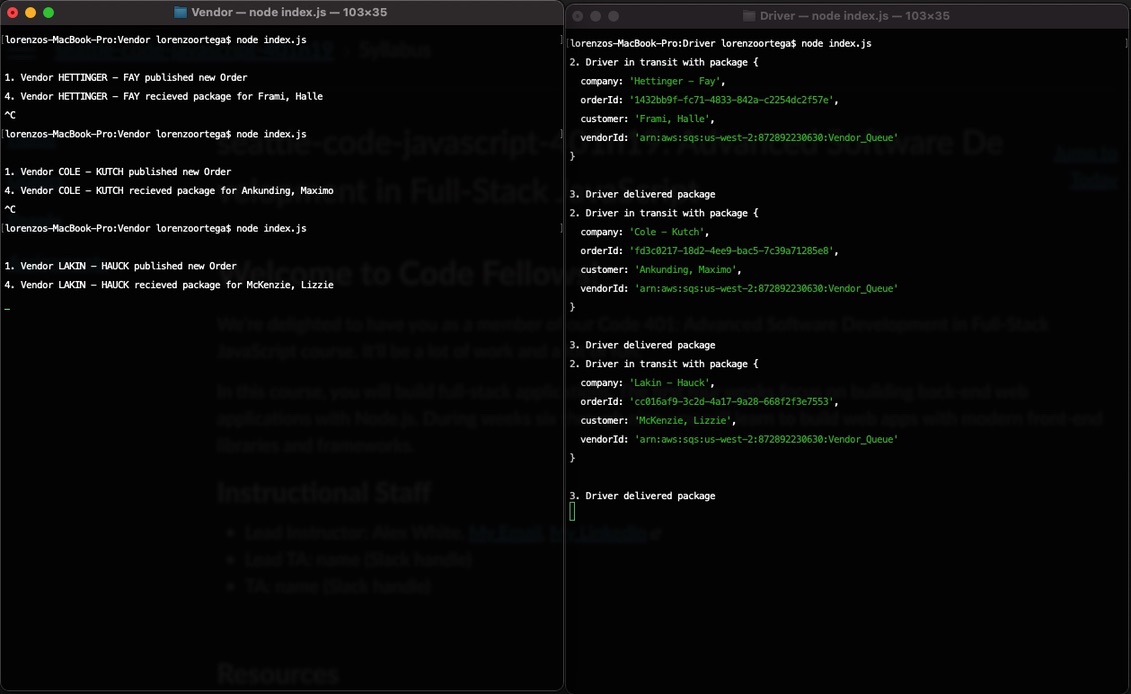 Vendor — node index.js — 103×35
lorenzos-MacBook-Pro:Vendor lorenzoortega$ node index.js
1. Vendor HETTINGER - FAY published new Order
4. Vendor HETTINGER - FAY recieved package for Frami, Halle
^C
lorenzos-MacBook-Pro:Vendor lorenzoortega$ node index.js
1. Vendor COLE - KUTCH published new Order
4. Vendor COLE - KUTCH recieved package for Ankunding, Maximo
^C
lorenzos-MacBook-Pro:Vendor lorenzoortega$ node index.js
1. Vendor LAKIN - HAUCK published new Order
4. Vendor LAKIN - HAUCK recieved package for McKenzie, Lizzie
Driver — node index.js — 103×35
lorenzos-MacBook-Pro:Driver lorenzoortega$ node index.js
2. Driver in transit with package {
company: 'Hettinger - Fay',
orderId: '1432bb9f-fc71-4833-842a-c2254dc2f57e',
customer: 'Frami, Halle',
vendorId: 'arn:aws:sqs:us-west-2:872892230630:Vendor_Queue'
}
3. Driver delivered package
2. Driver in transit with package {
company: 'Cole - Kutch',
orderId: 'fd3c0217-18d2-4ee9-bac5-7c39a71285e8',
customer: 'Ankunding, Maximo',
vendorId: 'arn:aws:sqs:us-west-2:872892230630:Vendor_Queue'
}
3. Driver delivered package
2. Driver in transit with package {
company: 'Lakin - Hauck',
orderId: 'cc016af9-3c2d-4a17-9a28-668f2f3e7553',
customer: 'McKenzie, Lizzie',
vendorId: 'arn:aws:sqs:us-west-2:872892230630:Vendor_Queue'
}
3. Driver delivered package
Syllabus
Welcome to Code Fellow
Instructional Staff
Resources